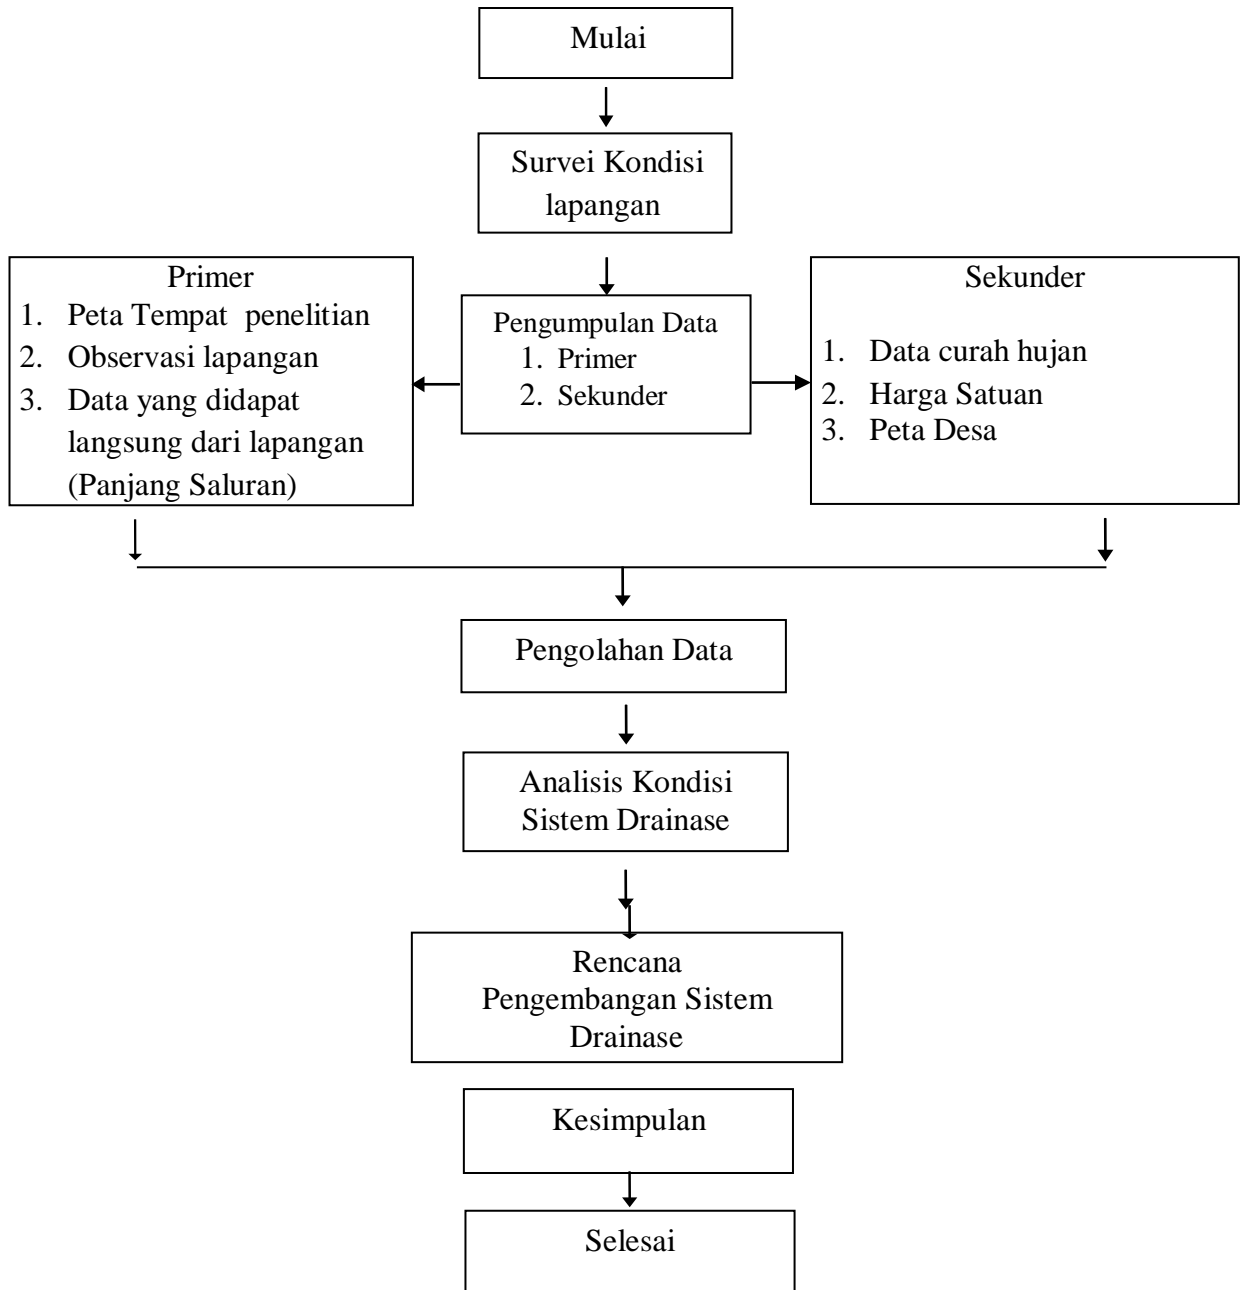 Mulai
Survei Kondisi
lapangan
Primer
1. Peta Tempat penelitian
2. Observasi lapangan
3. Data yang didapat
langsung dari lapangan
(Panjang Saluran)
Pengumpulan Data
1. Primer
2. Sekunder
Sekunder
1. Data curah hujan
2. Harga Satuan
3. Peta Desa
Pengolahan Data
Analisis Kondisi
Sistem Drainase
Rencana
Pengembangan Sistem
Drainase
Kesimpulan
Selesai